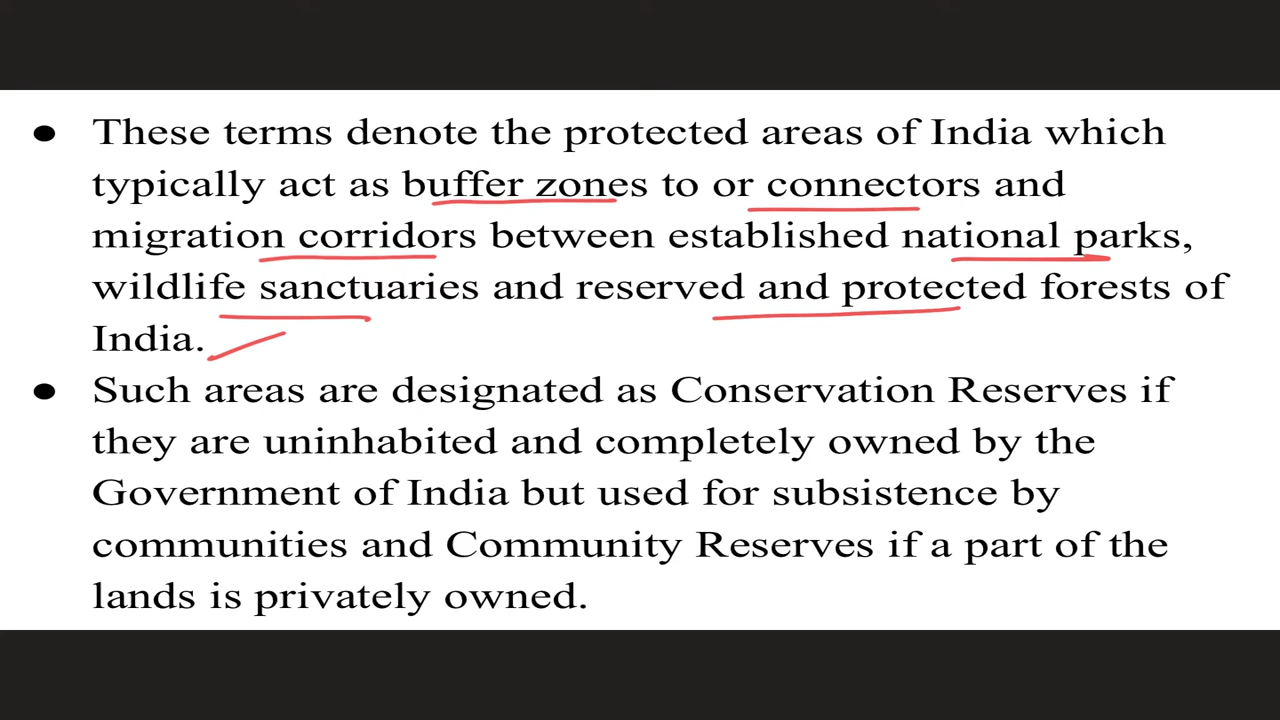 ● These terms denote the protected areas of India which
typically act as buffer zones to or connectors and
migration corridors between established national parks,
wildlife sanctuaries and reserved and protected forests of
India.
● Such areas are designated as Conservation Reserves if
they are uninhabited and completely owned by the
Government of India but used for subsistence by
communities and Community Reserves if a part of the
lands is privately owned.